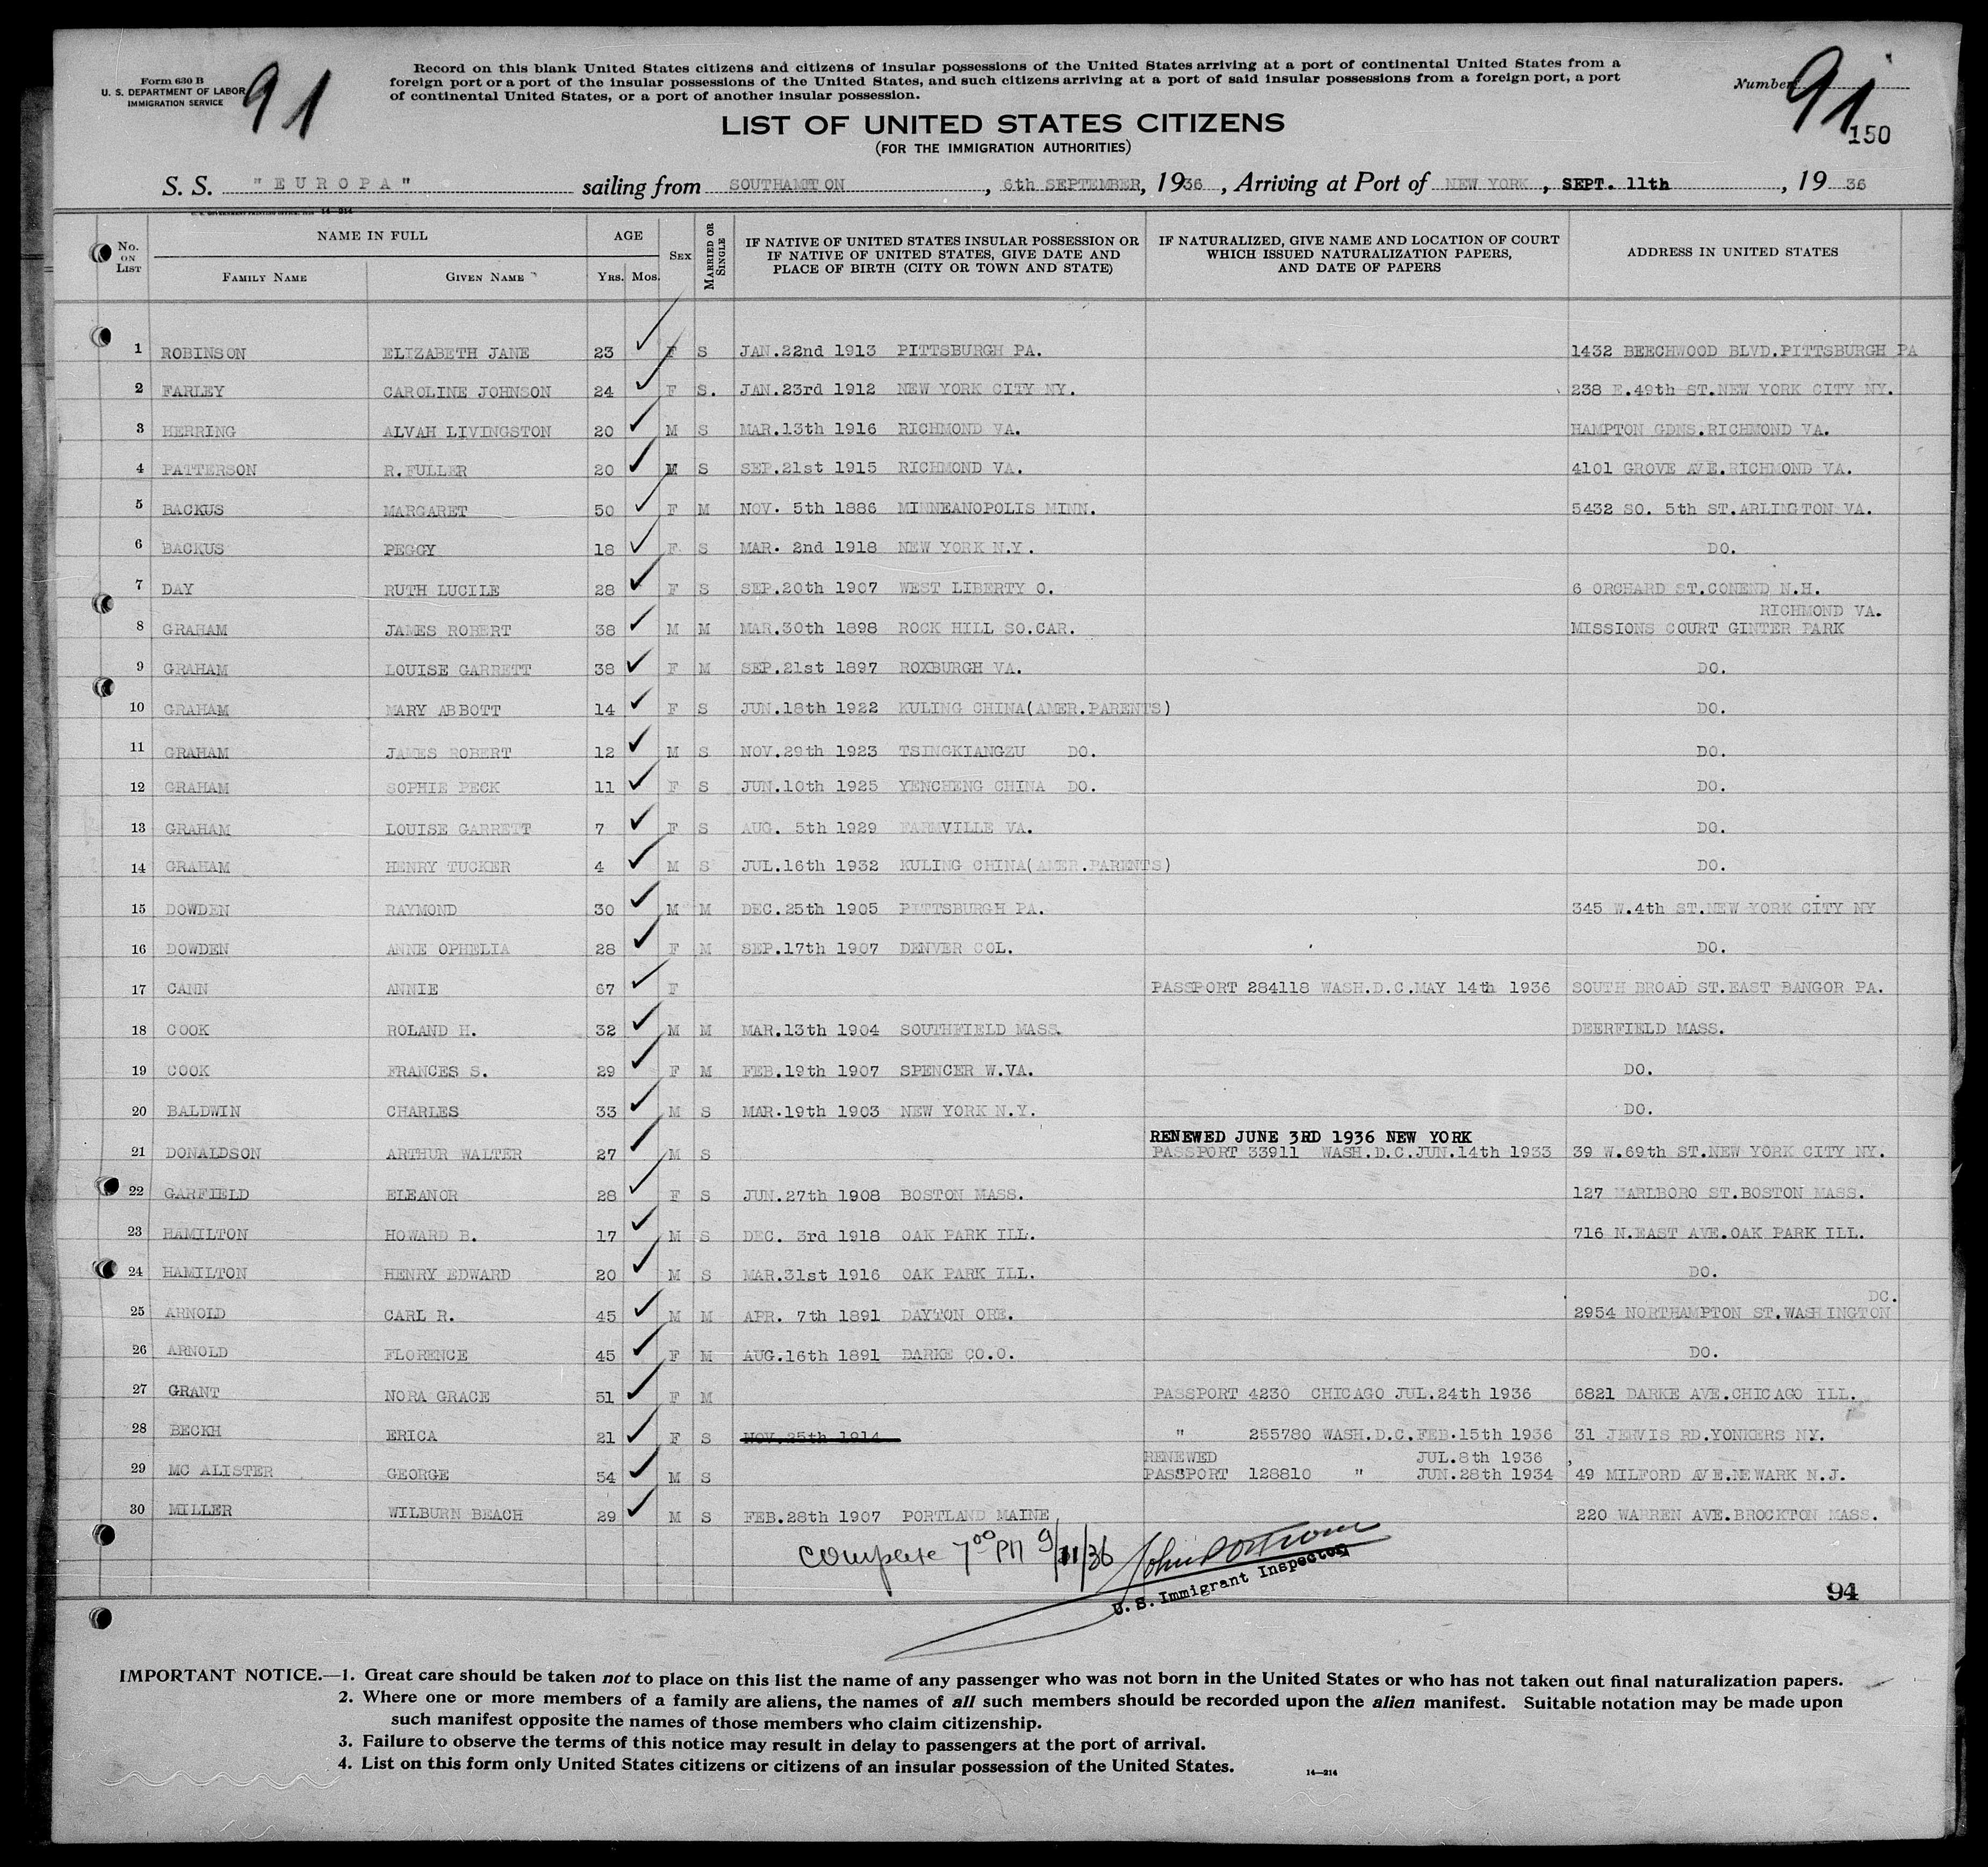 Form 630 B
U. S. DEPARTMENT OF LABOR
IMMIGRATION SERVICE
91
Record on this blank United States citizens and citizens of insular possessions of the United States arriving at a port of continental United States from a
foreign port or a port of the insular possessions of the United States, and such citizens arriving at a port of said insular possessions from a foreign port, a port
of continental United States, or a port of another insular possession.
Number 91
150
LIST OF UNITED STATES CITIZENS
(FOR THE IMMIGRATION AUTHORITIES)
S. S. "EUROPA" sailing from SOUTHAMTON, 6th SEPTEMBER, 1936, Arriving at Port of NEW YORK, SEPT. 11th, 19 36
No. ON LIST NAME IN FULL FAMILY NAME GIVEN NAME AGE YRS. MOS. SEX MARRIED OR SINGLE IF NATIVE OF UNITED STATES INSULAR POSSESSION OR IF NATIVE OF UNITED STATES, GIVE DATE AND PLACE OF BIRTH (CITY OR TOWN AND STATE) IF NATURALIZED, GIVE NAME AND LOCATION OF COURT WHICH ISSUED NATURALIZATION PAPERS, AND DATE OF PAPERS ADDRESS IN UNITED STATES
1 ROBINSON ELIZABETH JANE 23 F S JAN.22nd 1913 PITTSBURGH PA. 1432 BEECHWOOD BLVD.PITTSBURGH PA
2 FARLEY CAROLINE JOHNSON 24 F S. JAN.23rd 1912 NEW YORK CITY NY. 238 E.49th ST.NEW YORK CITY NY.
3 HERRING ALVAH LIVINGSTON 20 M S MAR.13th 1916 RICHMOND VA. HAMPTON GDNS.RICHMOND VA.
4 PATTERSON R.FULLER 20 M S SEP.21st 1915 RICHMOND VA. 4101 GROVE AVE.RICHMOND VA.
5 BACKUS MARGARET 50 F M NOV. 5th 1886 MINNEAPOLIS MINN. 5432 SO. 5th ST.ARLINGTON VA.
6 BACKUS PEGGY 18 F S MAR. 2nd 1918 NEW YORK N.Y. DO.
7 DAY RUTH LUCILE 28 F S SEP.20th 1907 WEST LIBERTY O. 6 ORCHARD ST.CONEND N.H.
RICHMOND VA.
8 GRAHAM JAMES ROBERT 38 M M MAR.30th 1898 ROCK HILL SO.CAR. MISSIONS COURT GINTER PARK
9 GRAHAM LOUISE GARRETT 38 F M SEP.21st 1897 ROXBURGH VA. DO.
10 GRAHAM MARY ABBOTT 14 F S JUN.18th 1922 KULING CHINA(AMER.PARENTS) DO.
11 GRAHAM JAMES ROBERT 12 M S NOV.29th 1923 TSINGKIANGZU DO. DO.
12 GRAHAM SOPHIE PECK 11 F S JUN.10th 1925 YENCHENG CHINA DO. DO.
13 GRAHAM LOUISE GARRETT 7 F S AUG. 5th 1929 FARMVILLE VA. DO.
14 GRAHAM HENRY TUCKER 4 M S JUL.16th 1932 KULING CHINA(AMER.PARENTS) DO.
15 DOWDEN RAYMOND 30 M M DEC.25th 1905 PITTSBURGH PA. 345 W.4th ST.NEW YORK CITY NY
16 DOWDEN ANNE OPHELIA 28 F M SEP.17th 1907 DENVER COL. DO.
17 CANN ANNIE 67 F PASSPORT 284118 WASH.D.C.MAY 14th 1936 SOUTH BROAD ST.EAST BANGOR PA.
18 COOK ROLAND H. 32 M M MAR.13th 1904 SOUTHFIELD MASS. DEERFIELD MASS.
19 COOK FRANCES S. 29 F M FEB.19th 1907 SPENCER W.VA. DO.
20 BALDWIN CHARLES 33 M S MAR.19th 1903 NEW YORK N.Y. DO.
RENEWED JUNE 3RD 1936 NEW YORK
21 DONALDSON ARTHUR WALTER 27 M S PASSPORT 33911 WASH.D.C.JUN.14th 1933 39 W.69th ST.NEW YORK CITY NY.
22 GARFIELD ELEANOR 28 F S JUN.27th 1908 BOSTON MASS. 127 MARLBORO ST.BOSTON MASS.
23 HAMILTON HOWARD B. 17 M S DEC. 3rd 1918 OAK PARK ILL. 716 N.EAST AVE.OAK PARK ILL.
24 HAMILTON HENRY EDWARD 20 M S MAR.31st 1916 OAK PARK ILL. DO.
DC.
25 ARNOLD CARL R. 45 M M APR. 7th 1891 DAYTON ORE. 2954 NORTHAMPTON ST.WASHINGTON
26 ARNOLD FLORENCE 45 F M AUG.16th 1891 DARKE CO.O. DO.
27 GRANT NORA GRACE 51 F M PASSPORT 4230 CHICAGO JUL.24th 1936 6821 DARKE AVE.CHICAGO ILL.
28 BECKH ERICA 21 F S NOV.25th 1914 " 255780 WASH.D.C.FEB.15th 1936 31 JERVIS RD.YONKERS NY.
RENEWED JUL.8th 1936
29 MC ALISTER GEORGE 54 M S PASSPORT 128810 " JUN.28th 1934 49 MILFORD AVE.NEWARK N.J.
30 MILLER WILBURN BEACH 29 M S FEB.28th 1907 PORTLAND MAINE 220 WARREN AVE.BROCKTON MASS.
Complete 7 00 PM 9/11/36
U. S. Immigrant Inspector
94
IMPORTANT NOTICE.—1. Great care should be taken not to place on this list the name of any passenger who was not born in the United States or who has not taken out final naturalization papers.
2. Where one or more members of a family are aliens, the names of all such members should be recorded upon the alien manifest. Suitable notation may be made upon
such manifest opposite the names of those members who claim citizenship.
3. Failure to observe the terms of this notice may result in delay to passengers at the port of arrival.
4. List on this form only United States citizens or citizens of an insular possession of the United States.
14—214